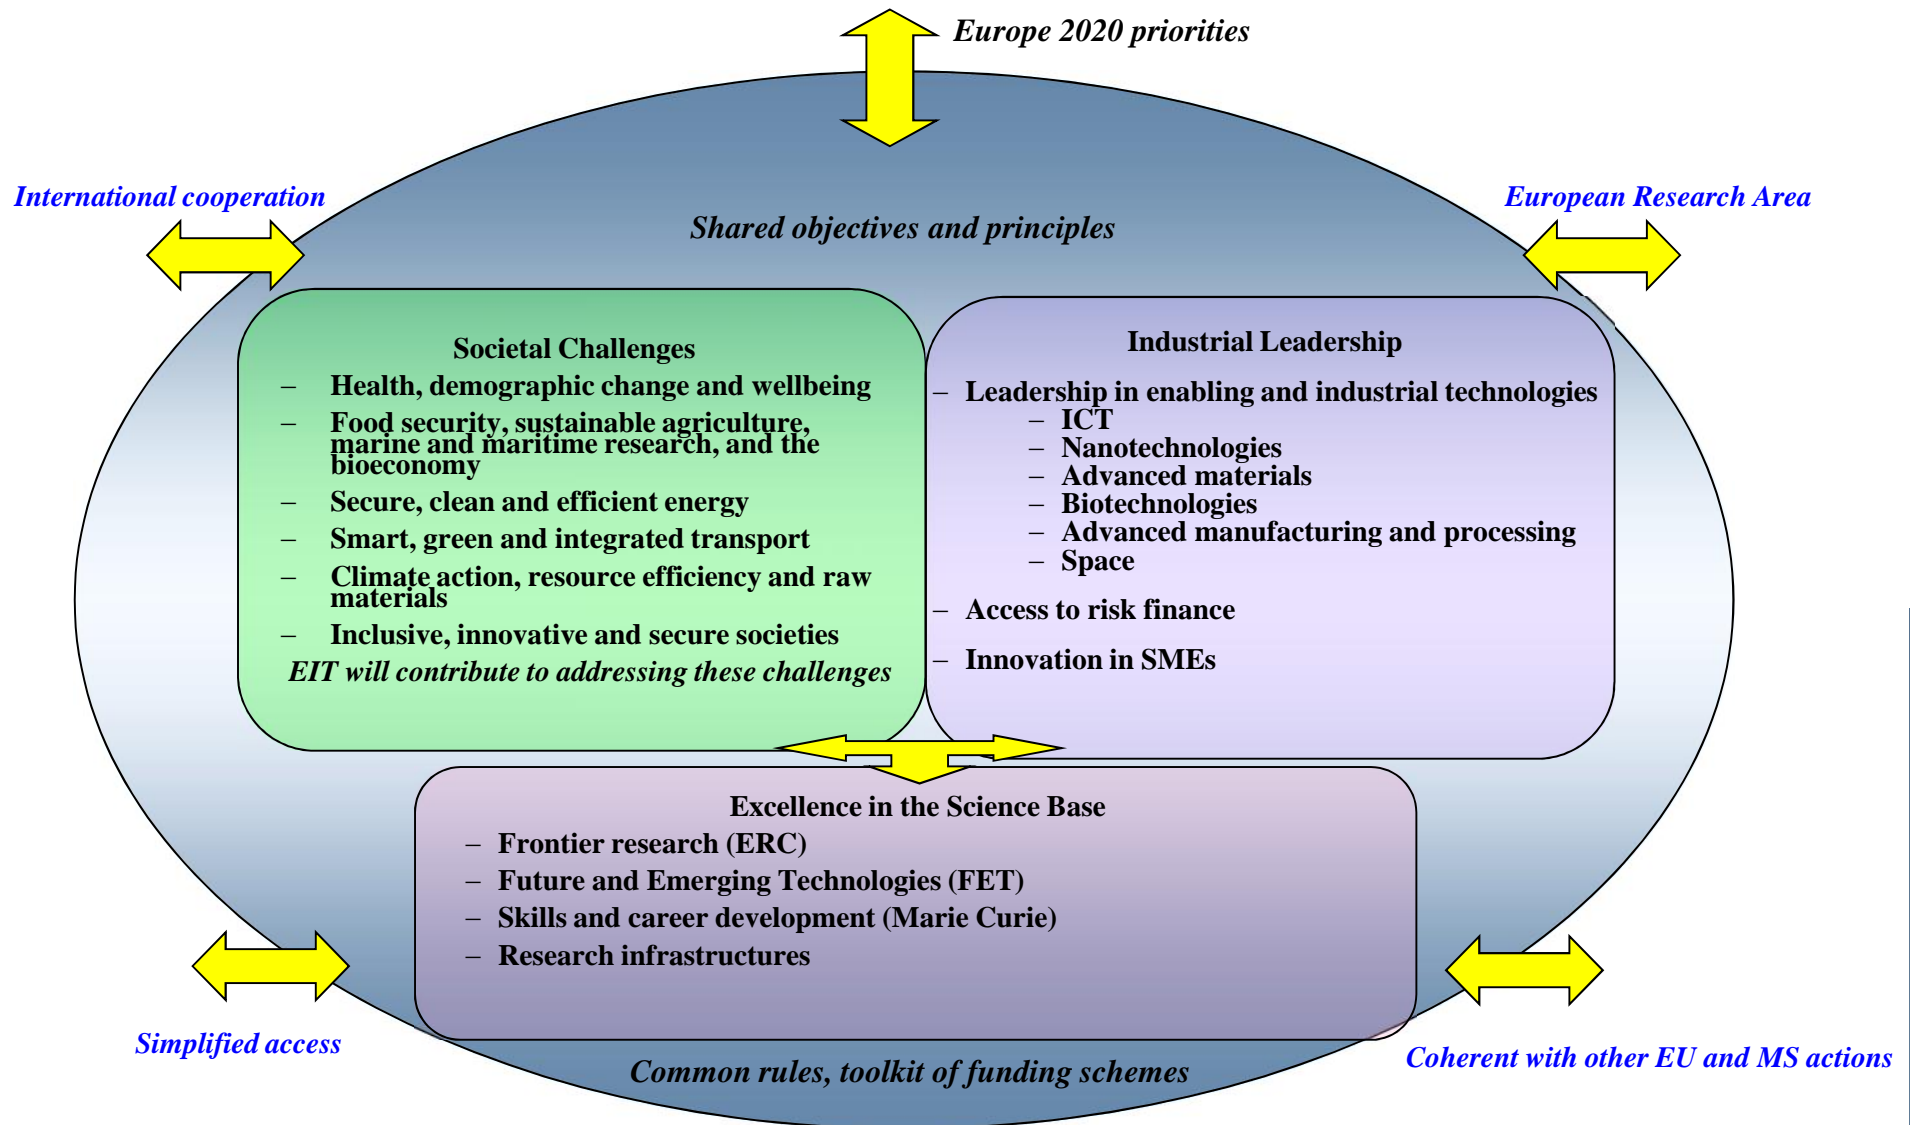 Europe 2020 priorities
International cooperation
European Research Area
Shared objectives and principles
Societal Challenges
– Health, demographic change and wellbeing
– Food security, sustainable agriculture,
marine and maritime research, and the
bioeconomy
– Secure, clean and efficient energy
– Smart, green and integrated transport
– Climate action, resource efficiency and raw
materials
– Inclusive, innovative and secure societies
EIT will contribute to addressing these challenges
Industrial Leadership
– Leadership in enabling and industrial technologies
– ICT
– Nanotechnologies
– Advanced materials
– Biotechnologies
– Advanced manufacturing and processing
– Space
– Access to risk finance
– Innovation in SMEs
Excellence in the Science Base
– Frontier research (ERC)
– Future and Emerging Technologies (FET)
– Skills and career development (Marie Curie)
– Research infrastructures
Simplified access
Coherent with other EU and MS actions
Common rules, toolkit of funding schemes